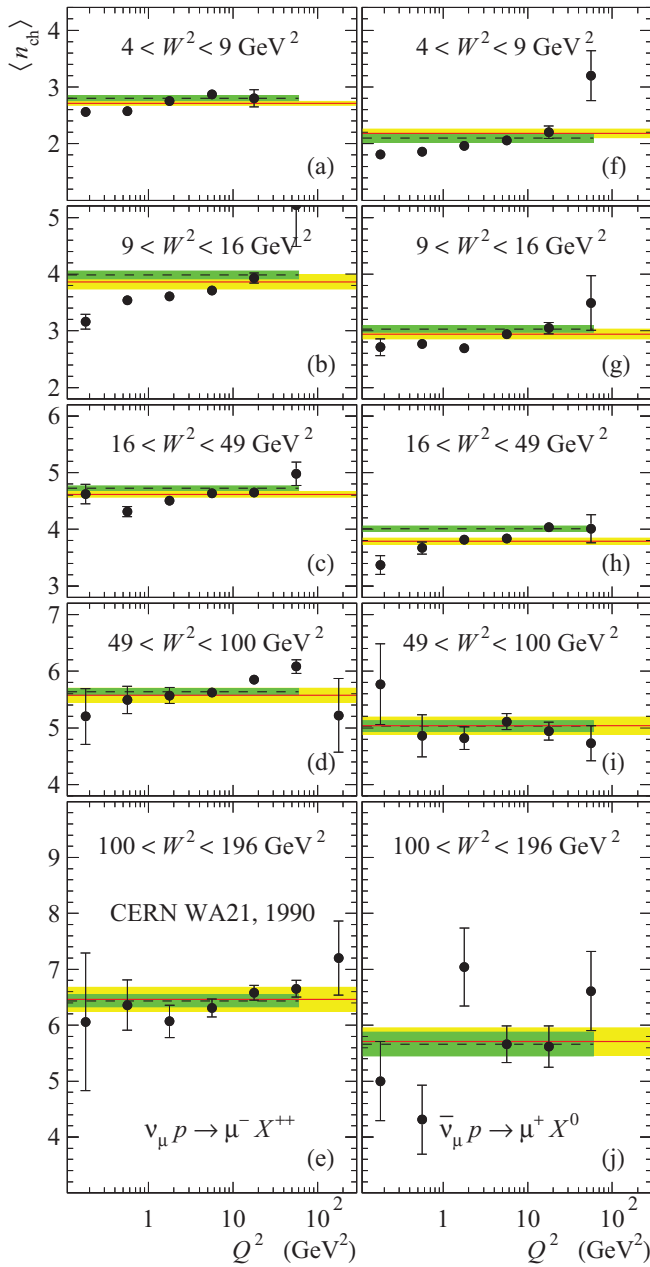 ⟨n_ch⟩
4 < W² < 9 GeV²
4
3
2
(a)
4 < W² < 9 GeV²
(f)
9 < W² < 16 GeV²
5
4
3
2
(b)
9 < W² < 16 GeV²
(g)
16 < W² < 49 GeV²
6
5
4
3
(c)
16 < W² < 49 GeV²
(h)
49 < W² < 100 GeV²
7
6
5
4
(d)
49 < W² < 100 GeV²
(i)
100 < W² < 196 GeV²
CERN WA21, 1990
9
8
7
6
5
4
ν_μ p → μ⁻ X⁺⁺
(e)
100 < W² < 196 GeV²
ν̄_μ p → μ⁺ X⁰
(j)
1 10 10²
1 10 10²
Q² (GeV²)
Q² (GeV²)